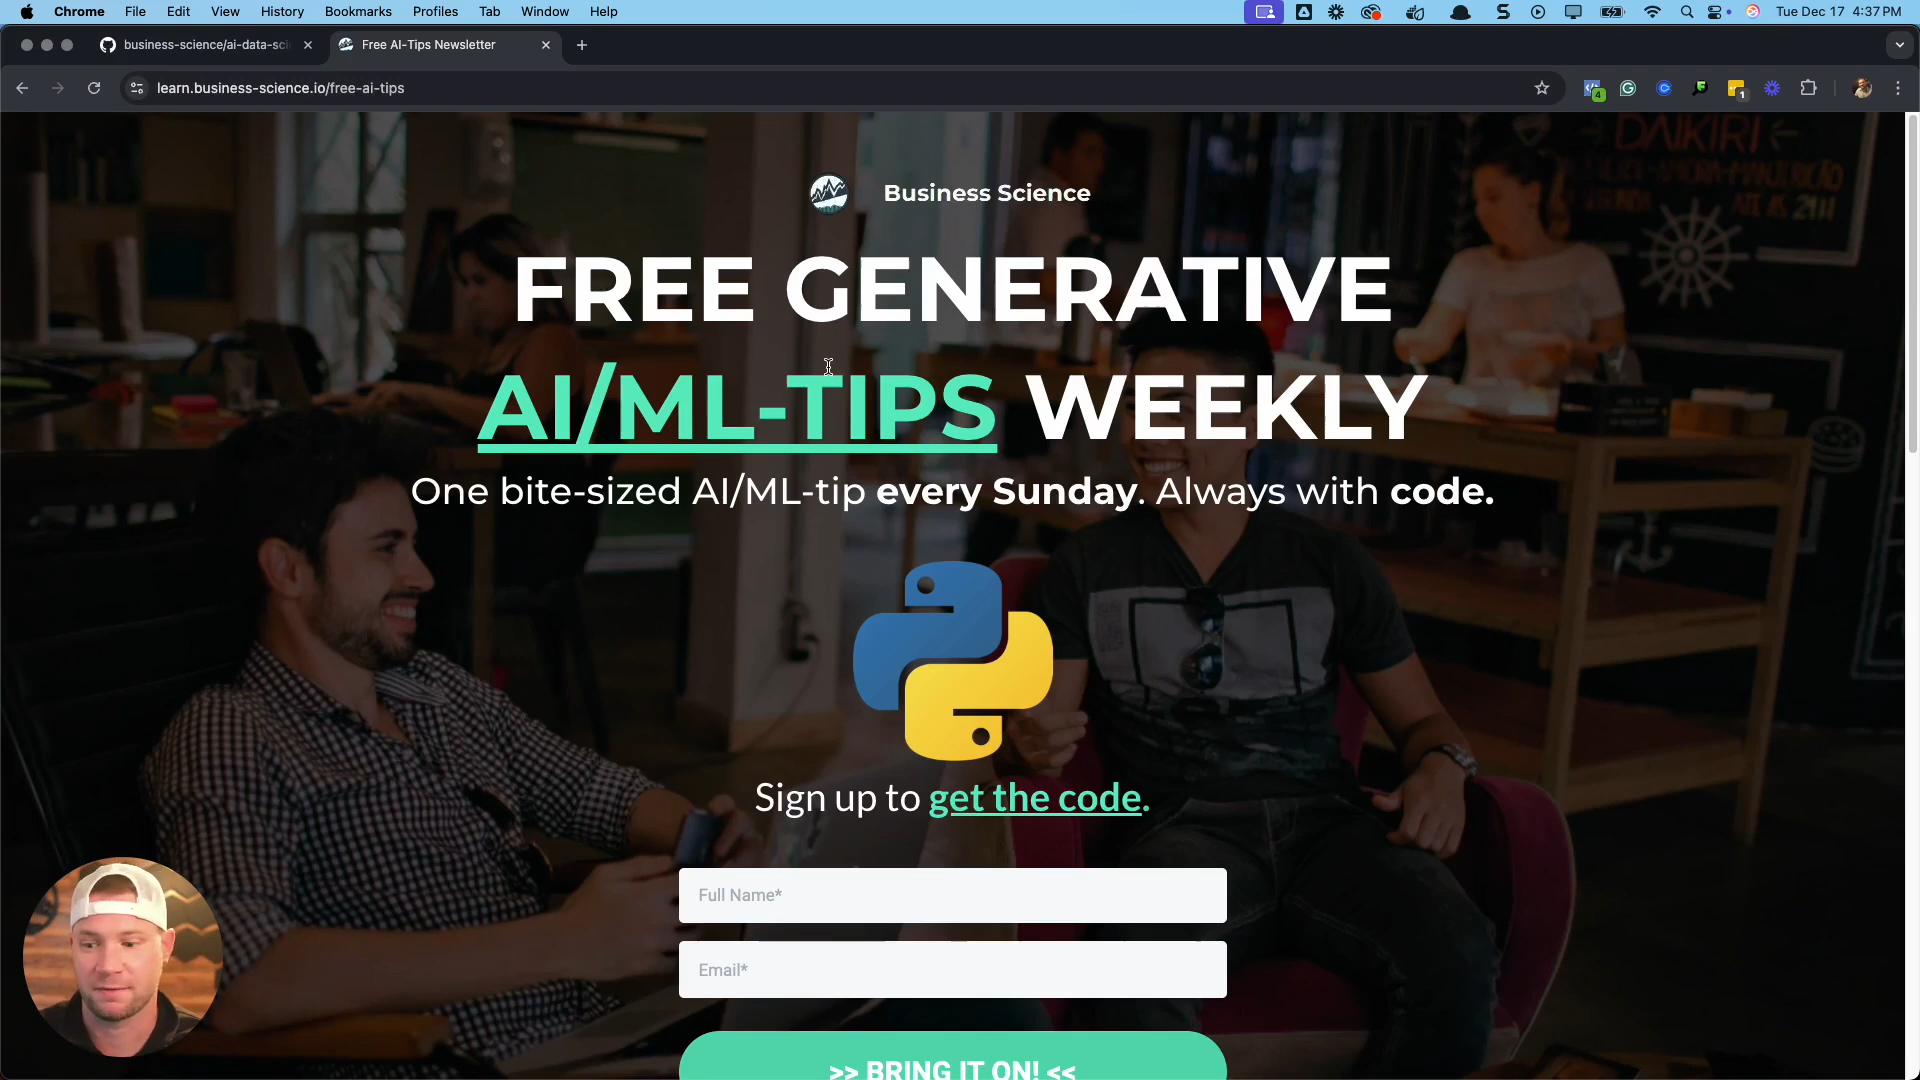 Chrome File Edit View History Bookmarks Profiles Tab Window Help
Tue Dec 17 4:37 PM
business-science/ai-data-sci
Free AI-Tips Newsletter
learn.business-science.io/free-ai-tips
4
1
DAIKIRI
Business Science
FREE GENERATIVE
AI/ML-TIPS WEEKLY
One bite-sized AI/ML-tip every Sunday. Always with code.
Sign up to get the code.
Full Name*
Email*
>> BRING IT ON! <<